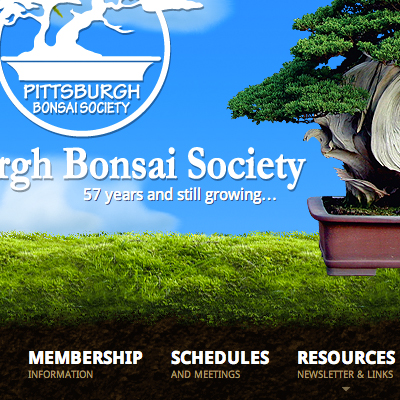 PITTSBURGH
BONSAI SOCIETY
rgh Bonsai Society
57 years and still growing...
MEMBERSHIP SCHEDULES RESOURCES
INFORMATION AND MEETINGS NEWSLETTER & LINKS